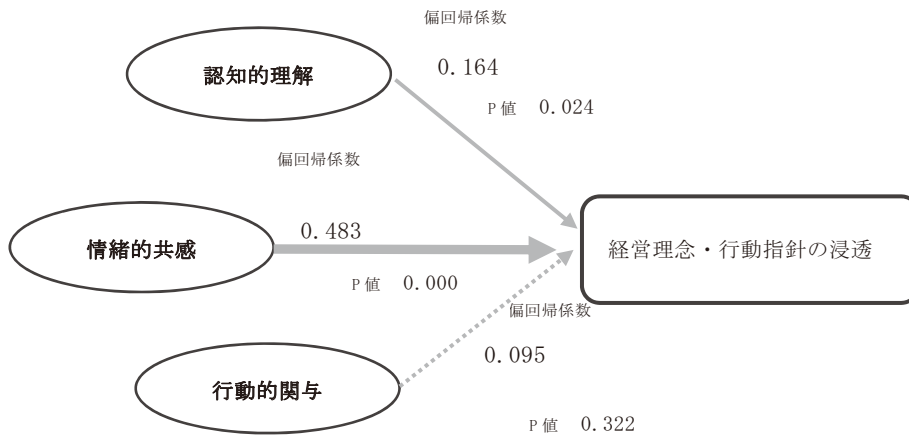 偏回帰係数
認知的理解
0.164
P値 0.024
偏回帰係数
情緒的共感
0.483
経営理念・行動指針の浸透
P値 0.000
偏回帰係数
0.095
行動的関与
P値 0.322